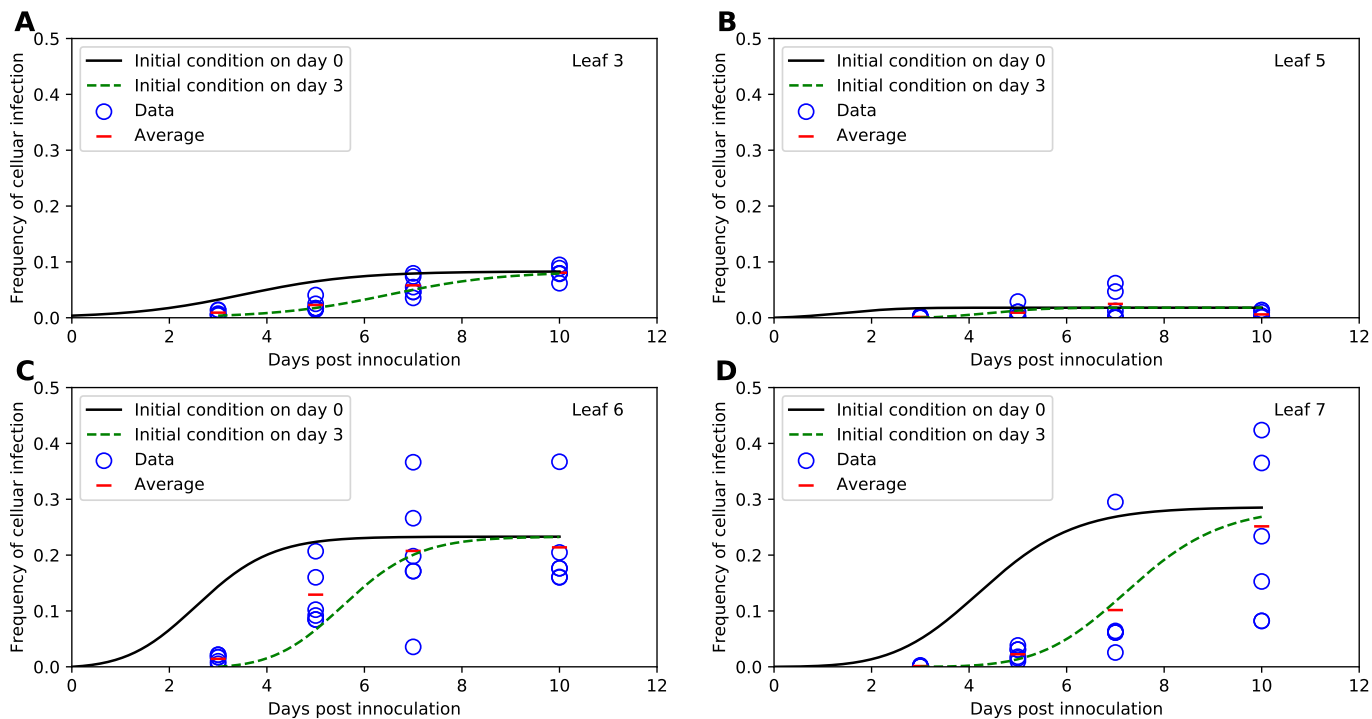 A
Leaf 3
Initial condition on day 0
Initial condition on day 3
Data
Average
Frequency of celluar infection
0.5
0.4
0.3
0.2
0.1
0.0
0 2 4 6 8 10 12
Days post innoculation
B
Leaf 5
Initial condition on day 0
Initial condition on day 3
Data
Average
Frequency of celluar infection
0.5
0.4
0.3
0.2
0.1
0.0
0 2 4 6 8 10 12
Days post innoculation
C
Leaf 6
Initial condition on day 0
Initial condition on day 3
Data
Average
Frequency of celluar infection
0.5
0.4
0.3
0.2
0.1
0.0
0 2 4 6 8 10 12
Days post innoculation
D
Leaf 7
Initial condition on day 0
Initial condition on day 3
Data
Average
Frequency of celluar infection
0.5
0.4
0.3
0.2
0.1
0.0
0 2 4 6 8 10 12
Days post innoculation